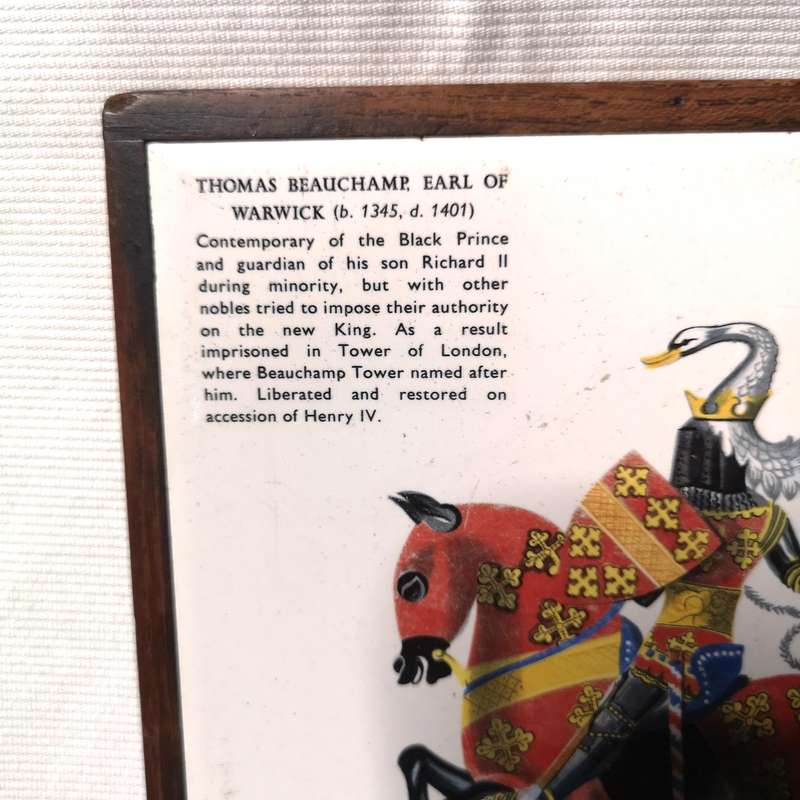 THOMAS BEAUCHAMP, EARL OF
WARWICK (b. 1345, d. 1401)
Contemporary of the Black Prince
and guardian of his son Richard II
during minority, but with other
nobles tried to impose their authority
on the new King. As a result
imprisoned in Tower of London,
where Beauchamp Tower named after
him. Liberated and restored on
accession of Henry IV.